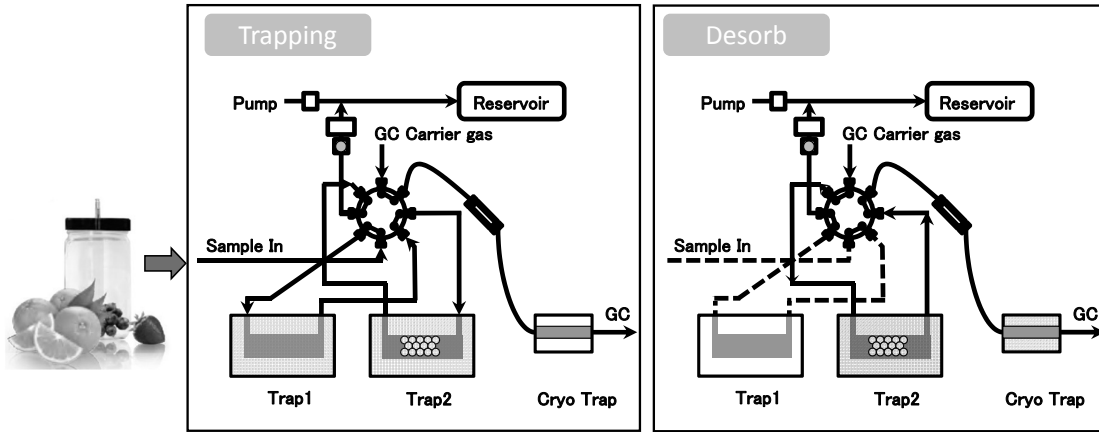 Trapping
Pump
Reservoir
GC Carrier gas
Sample In
GC
Trap1
Trap2
Cryo Trap
Desorb
Pump
Reservoir
GC Carrier gas
Sample In
GC
Trap1
Trap2
Cryo Trap